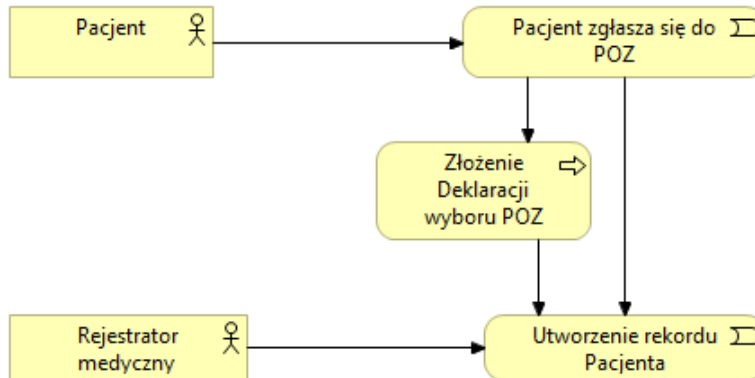 Pacjent
Pacjent zgłasza się do
POZ
Złożenie
Deklaracji
wyboru POZ
Rejestrator
medyczny
Utworzenie rekordu
Pacjenta